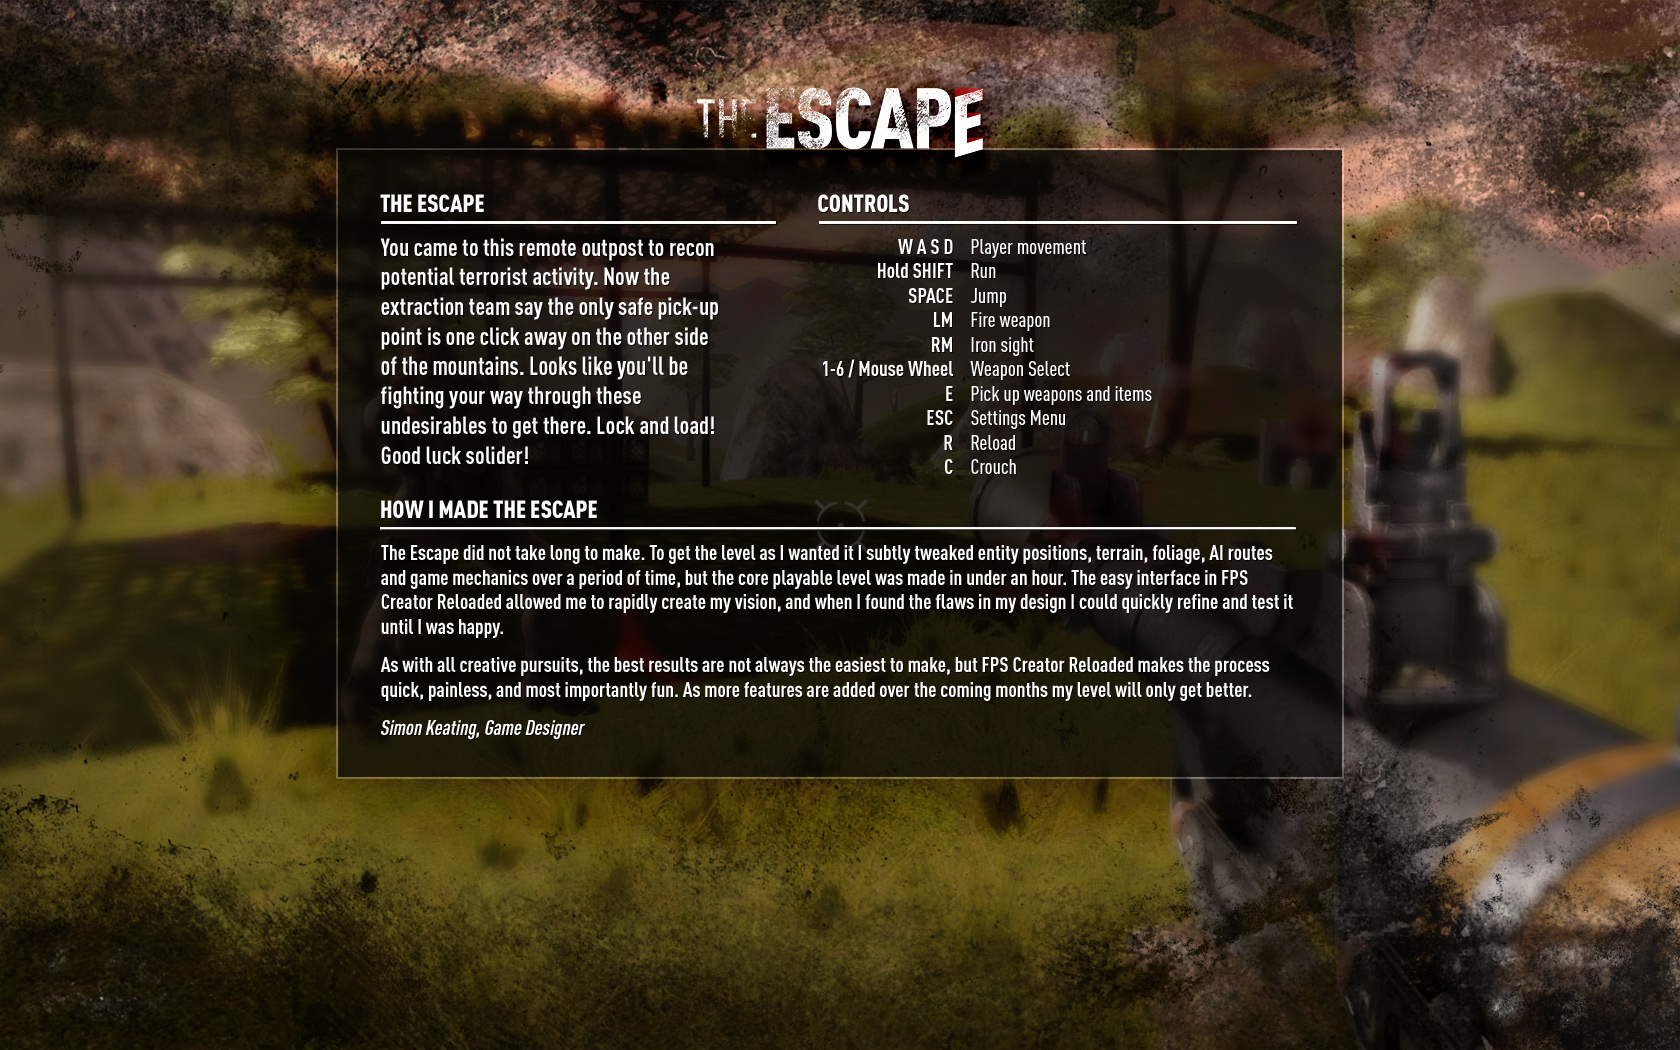 THE ESCAPE
THE ESCAPE
You came to this remote outpost to recon
potential terrorist activity. Now the
extraction team say the only safe pick-up
point is one click away on the other side
of the mountains. Looks like you'll be
fighting your way through these
undesirables to get there. Lock and load!
Good luck solider!
CONTROLS
W A S D Player movement
Hold SHIFT Run
SPACE Jump
LM Fire weapon
RM Iron sight
1-6 / Mouse Wheel Weapon Select
E Pick up weapons and items
ESC Settings Menu
R Reload
C Crouch
HOW I MADE THE ESCAPE
The Escape did not take long to make. To get the level as I wanted it I subtly tweaked entity positions, terrain, foliage, AI routes
and game mechanics over a period of time, but the core playable level was made in under an hour. The easy interface in FPS
Creator Reloaded allowed me to rapidly create my vision, and when I found the flaws in my design I could quickly refine and test it
until I was happy.
As with all creative pursuits, the best results are not always the easiest to make, but FPS Creator Reloaded makes the process
quick, painless, and most importantly fun. As more features are added over the coming months my level will only get better.
Simon Keating, Game Designer